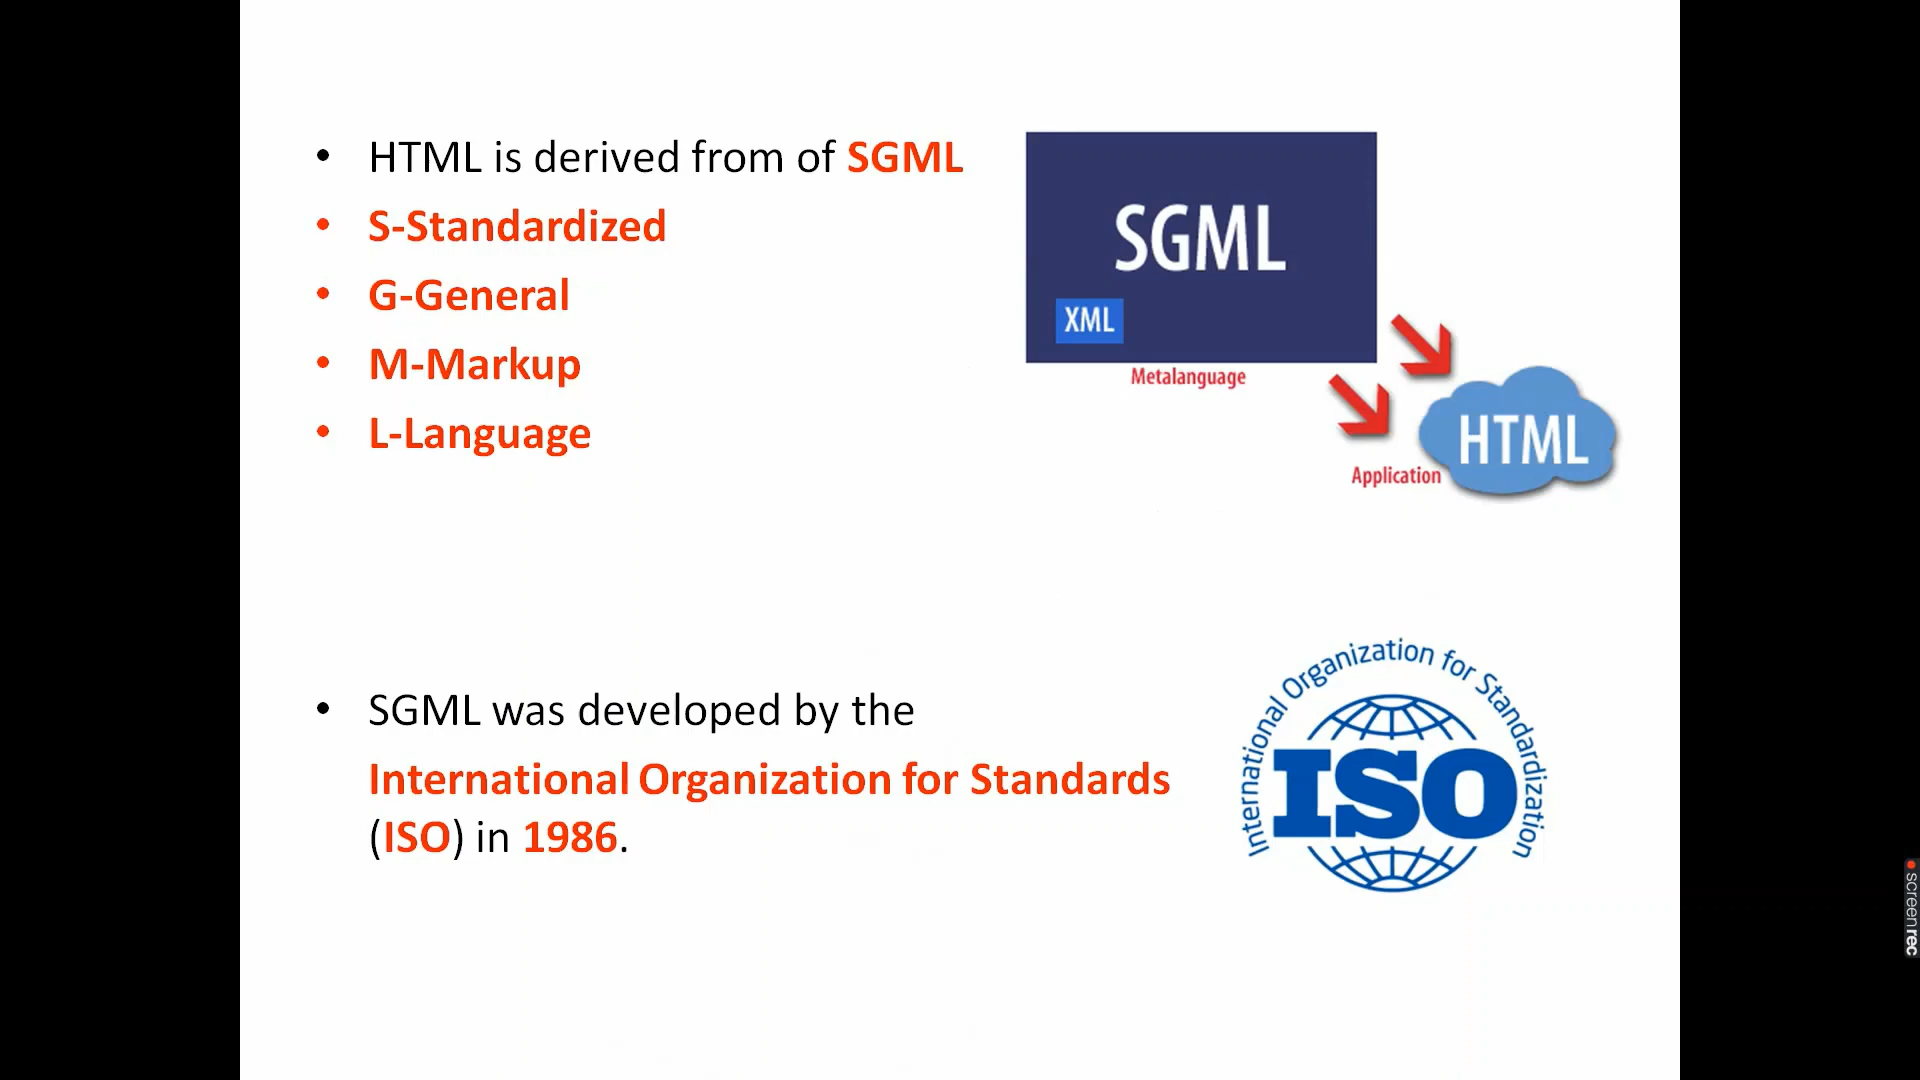 • HTML is derived from of SGML
• S-Standardized
• G-General
• M-Markup
• L-Language
SGML
XML
Metalanguage
Application
HTML
• SGML was developed by the
International Organization for Standards
(ISO) in 1986.
International Organization for Standardization
ISO
screenrec